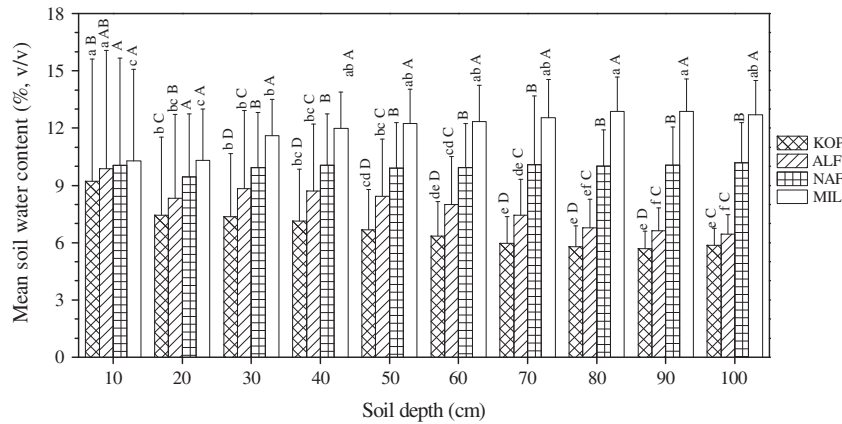 Mean soil water content (%, v/v)
18
15
12
9
6
3
0
a B
a AB
A
c A
b C
bc B
A
c A
b D
b C
B
b A
bc D
bc C
B
ab A
cd D
bc C
B
ab A
de D
cd C
B
ab A
e D
de C
B
ab A
e D
ef C
B
a A
e D
f C
B
a A
e C
f C
B
ab A
KOP
ALF
NAF
MIL
10 20 30 40 50 60 70 80 90 100
Soil depth (cm)